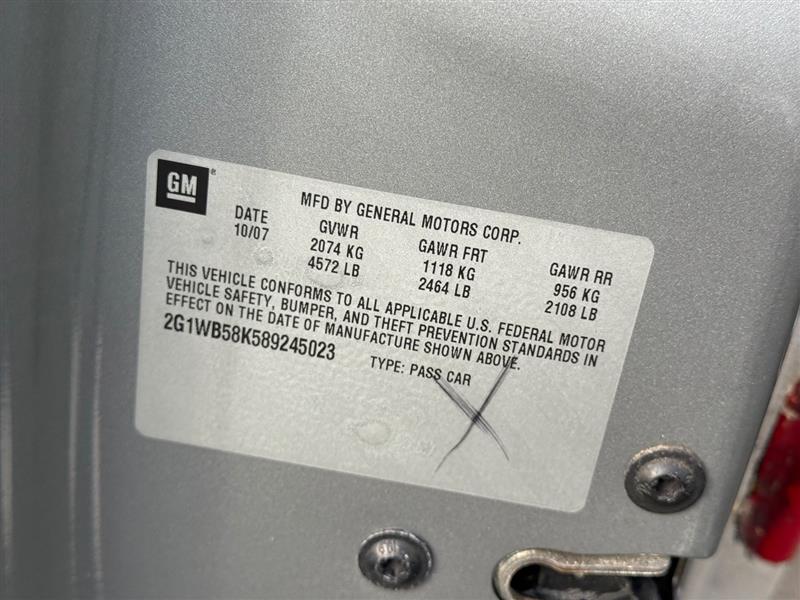 GM®
MFD BY GENERAL MOTORS CORP.
DATE GVWR GAWR FRT GAWR RR
10/07 2074 KG 1118 KG 956 KG
4572 LB 2464 LB 2108 LB
THIS VEHICLE CONFORMS TO ALL APPLICABLE U.S. FEDERAL MOTOR
VEHICLE SAFETY, BUMPER, AND THEFT PREVENTION STANDARDS IN
EFFECT ON THE DATE OF MANUFACTURE SHOWN ABOVE.
2G1WB58K589245023 TYPE: PASS CAR
GM